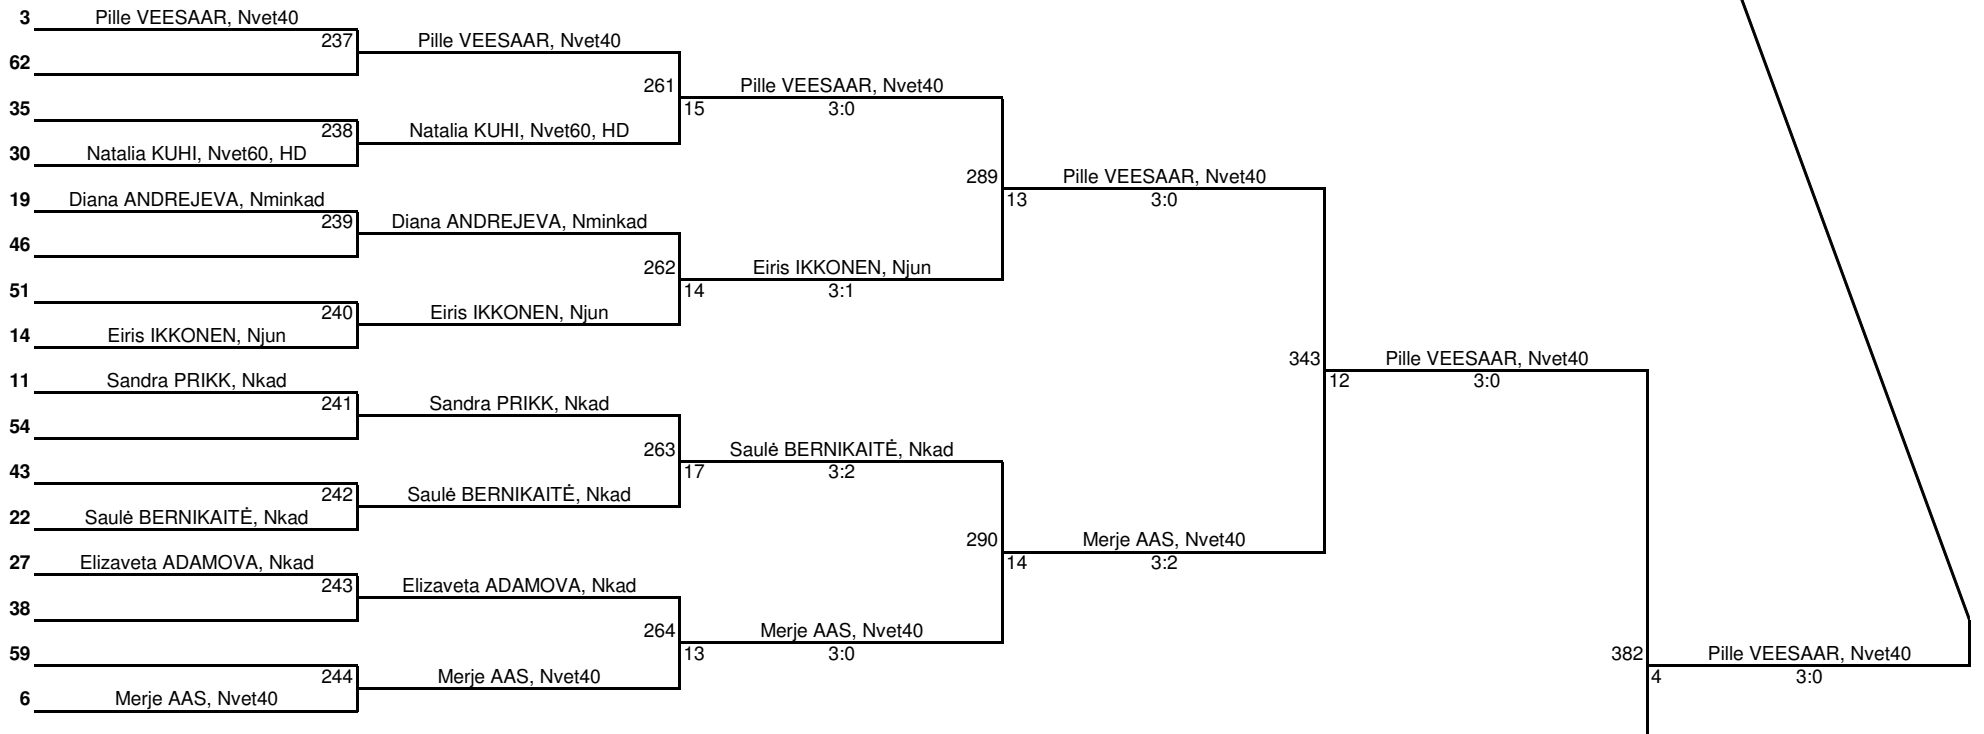 3 Pille VEESAAR, Nvet40
237 Pille VEESAAR, Nvet40
62
261 Pille VEESAAR, Nvet40
35 15 3:0
238 Natalia KUHI, Nvet60, HD
30 Natalia KUHI, Nvet60, HD
289 Pille VEESAAR, Nvet40
19 Diana ANDREJEVA, Nminkad 13 3:0
239 Diana ANDREJEVA, Nminkad
46
262 Eiris IKKONEN, Njun
51 14 3:1
240 Eiris IKKONEN, Njun
14 Eiris IKKONEN, Njun
343 Pille VEESAAR, Nvet40
11 Sandra PRIKK, Nkad 12 3:0
241 Sandra PRIKK, Nkad
54
263 Saulė BERNIKAITĖ, Nkad
43 17 3:2
242 Saulė BERNIKAITĖ, Nkad
22 Saulė BERNIKAITĖ, Nkad
290 Merje AAS, Nvet40
27 Elizaveta ADAMOVA, Nkad 14 3:2
243 Elizaveta ADAMOVA, Nkad
38
264 Merje AAS, Nvet40
59 13 3:0 382 Pille VEESAAR, Nvet40
244 Merje AAS, Nvet40 4 3:0
6 Merje AAS, Nvet40